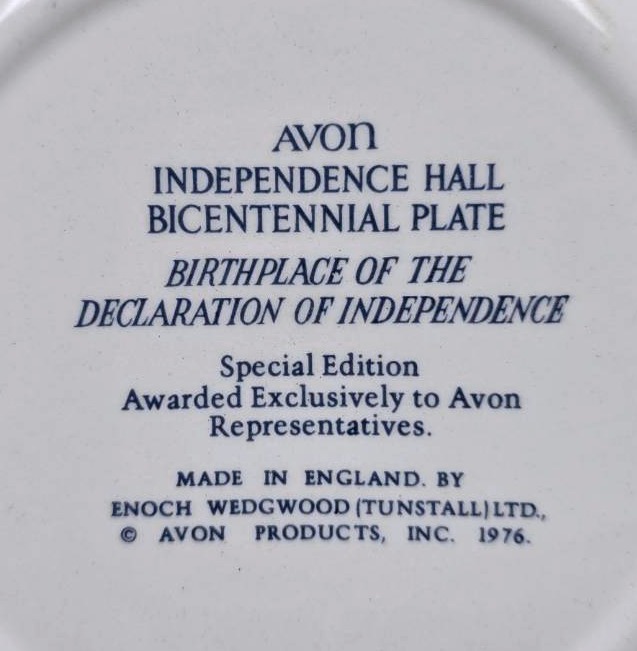 AVON
INDEPENDENCE HALL
BICENTENNIAL PLATE
BIRTHPLACE OF THE
DECLARATION OF INDEPENDENCE
Special Edition
Awarded Exclusively to Avon
Representatives.
MADE IN ENGLAND. BY
ENOCH WEDGWOOD (TUNSTALL) LTD.,
© AVON PRODUCTS, INC. 1976.